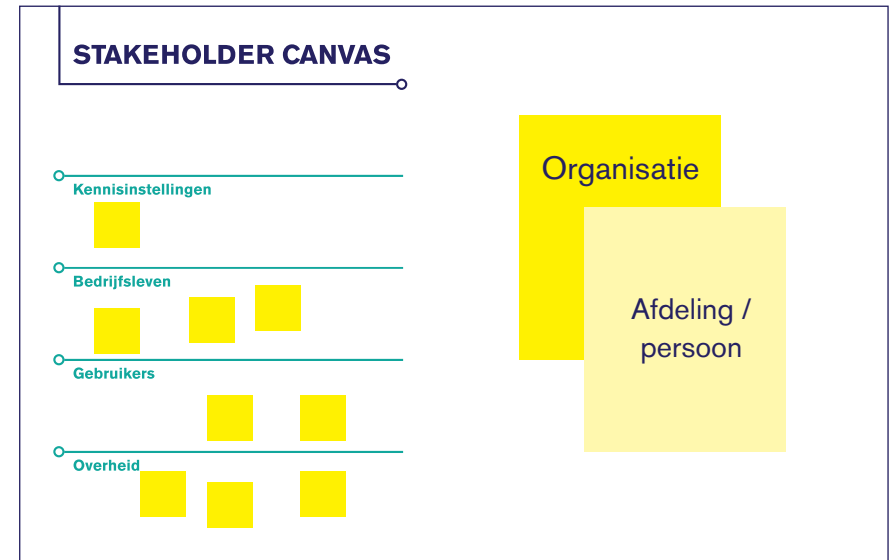 STAKEHOLDER CANVAS
Kennisinstellingen
Bedrijfsleven
Gebruikers
Overheid
Organisatie
Afdeling /
persoon